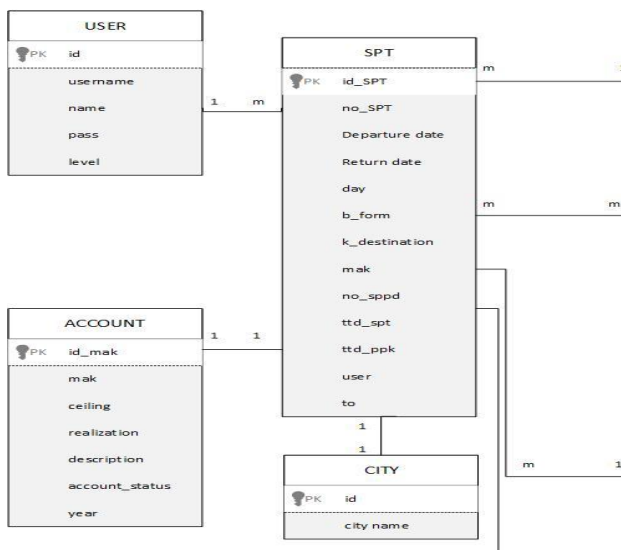 USER
PK id
username
name
pass
level
1 m
SPT
PK id_SPT
no_SPT
Departure date
Return date
day
b_form
k_destination
mak
no_sppd
ttd_spt
ttd_ppk
user
to
m
m m
m 1
ACCOUNT
PK id_mak
mak
ceiling
realization
description
account_status
year
1 1
1
1
CITY
PK id
city name